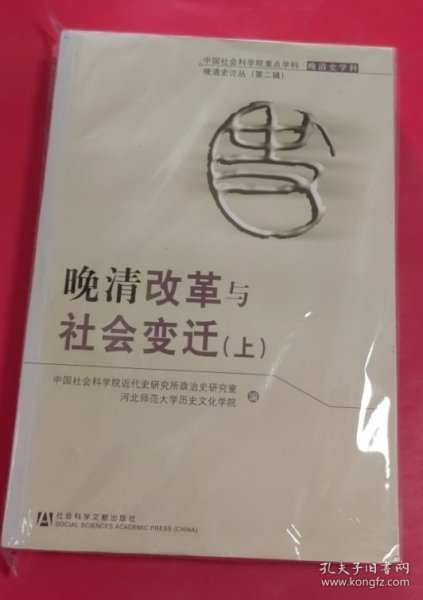 中国社会科学院重点学科·晚清史学科
晚清史论丛（第二辑）
史
晚清改革与
社会变迁（上）
中国社会科学院近代史研究所政治史研究室
河北师范大学历史文化学院 编
社会科学文献出版社
SOCIAL SCIENCES ACADEMIC PRESS (CHINA)
孔夫子旧书网
www.kongfz.com